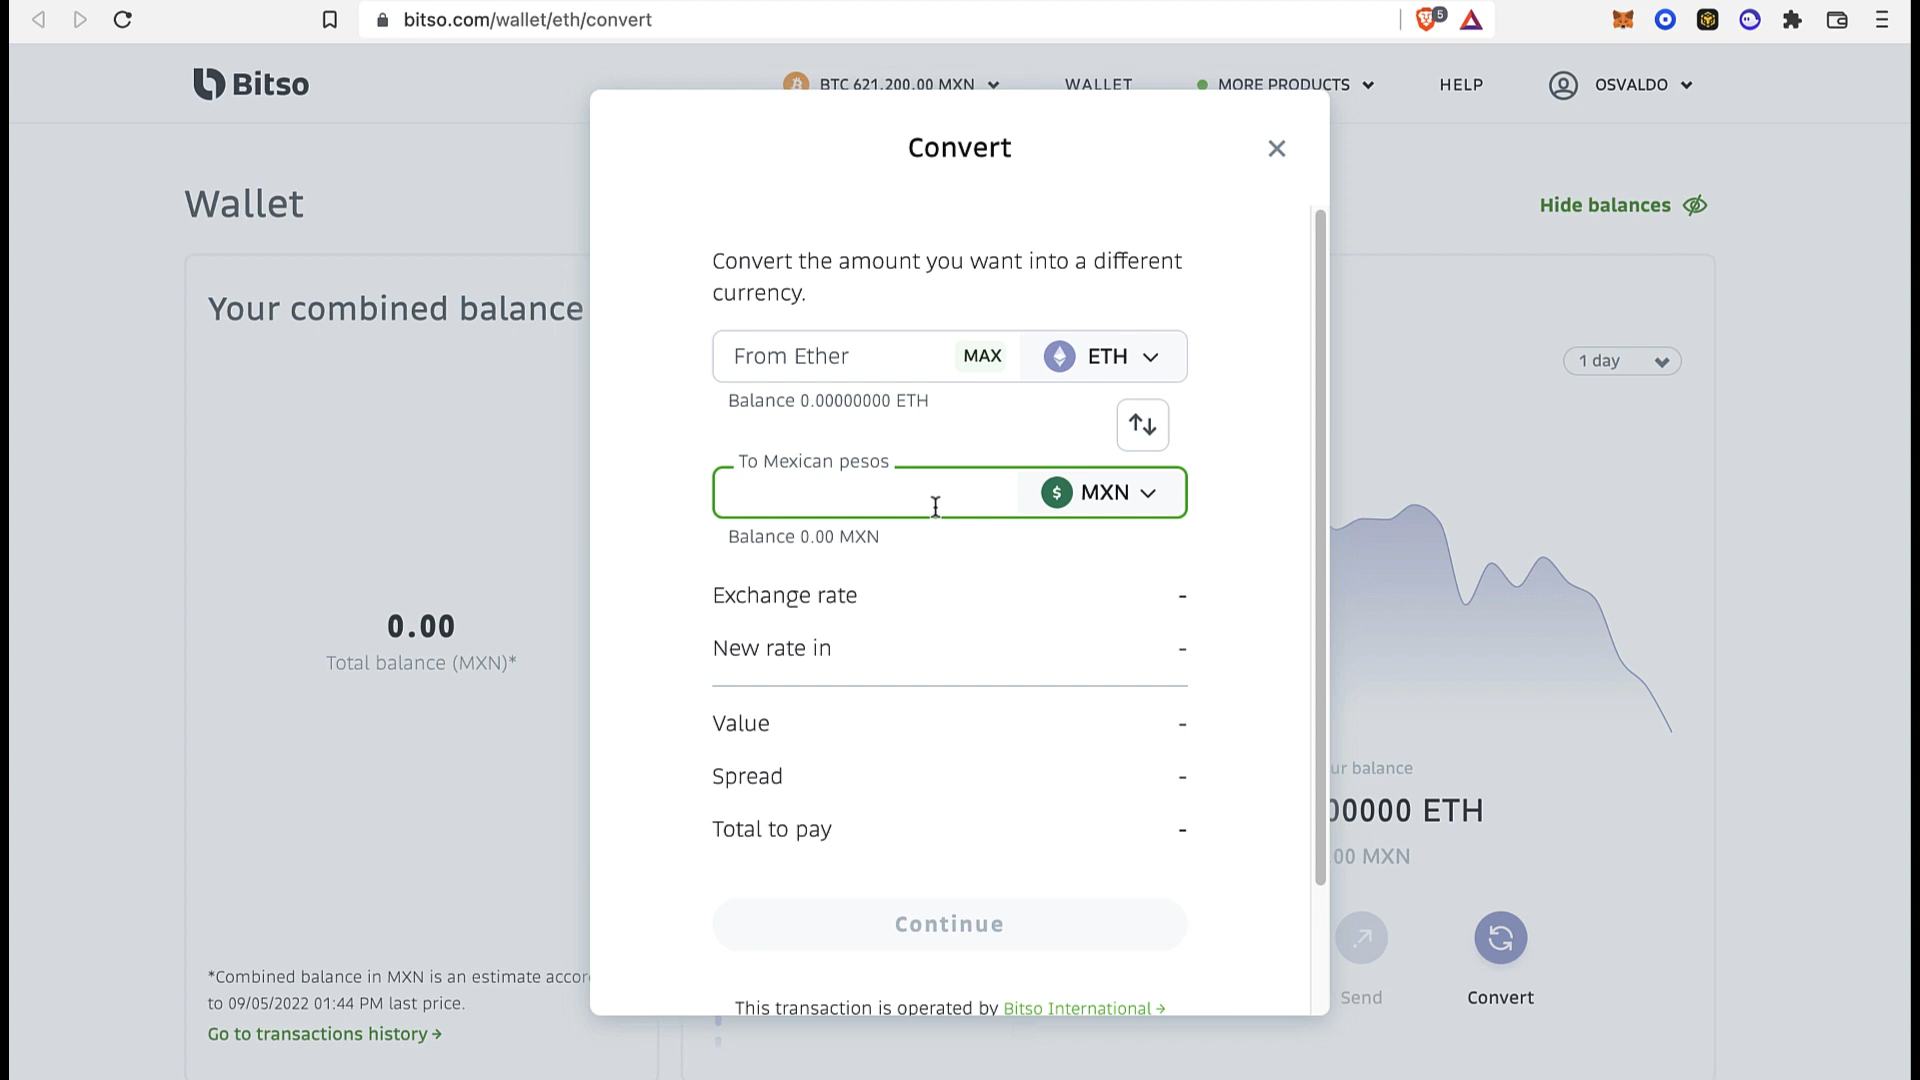 bitso.com/wallet/eth/convert
5
Bitso
BTC 621,200.00 MXN
WALLET
MORE PRODUCTS
HELP
OSVALDO
Convert
Wallet
Hide balances
Your combined balance
Convert the amount you want into a different
currency.
From Ether
MAX
ETH
1 day
Balance 0.00000000 ETH
To Mexican pesos
$ MXN
Balance 0.00 MXN
Exchange rate -
New rate in -
0.00
Total balance (MXN)*
Value -
Spread -
Total to pay -
balance
00000 ETH
00 MXN
Continue
*Combined balance in MXN is an estimate
to 09/05/2022 01:44 PM last price.
Go to transactions history
Send
Convert
This transaction is operated by Bitso International